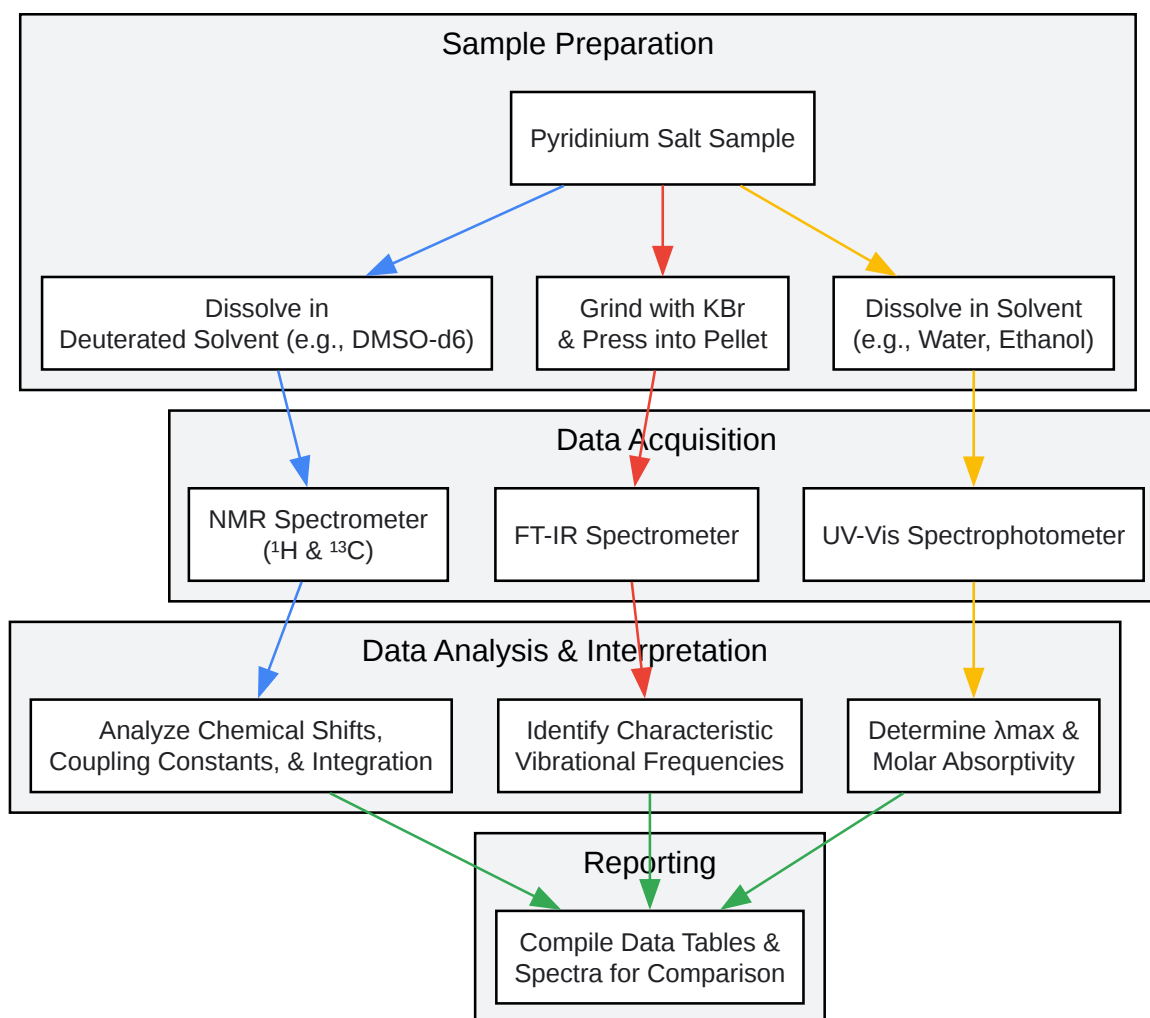 Sample Preparation
Pyridinium Salt Sample
Dissolve in
Deuterated Solvent (e.g., DMSO-d6)
Grind with KBr
& Press into Pellet
Dissolve in Solvent
(e.g., Water, Ethanol)
Data Acquisition
NMR Spectrometer
(¹H & ¹³C)
FT-IR Spectrometer
UV-Vis Spectrophotometer
Data Analysis & Interpretation
Analyze Chemical Shifts,
Coupling Constants, & Integration
Identify Characteristic
Vibrational Frequencies
Determine λmax &
Molar Absorptivity
Reporting
Compile Data Tables &
Spectra for Comparison